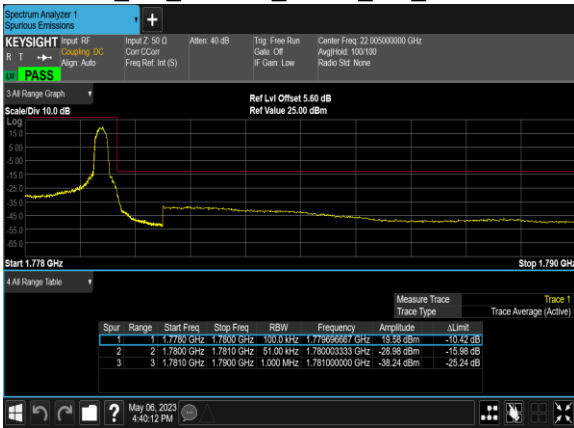 Spectrum Analyzer 1
Spurious Emissions
KEYSIGHT Input: RF Input Z: 50 Ω Atten: 40 dB Trig: Free Run Center Freq: 22.005000000 GHz
R T Coupling: DC Corr CCorr Gate: Off Avg|Hold: 100/100
Align: Auto Freq Ref: Int (S) IF Gain: Low Radio Std: None
PASS
3 All Range Graph
Ref Lvl Offset 5.60 dB
Scale/Div 10.0 dB Ref Value 25.00 dBm
Log
15.0
5.00
-5.00
-15.0
-25.0
-35.0
-45.0
-55.0
-65.0
Start 1.778 GHz Stop 1.790 GHz
4 All Range Table
Measure Trace Trace 1
Trace Type Trace Average (Active)
Spur Range Start Freq Stop Freq RBW Frequency Amplitude ΔLimit
1 1 1.7780 GHz 1.7800 GHz 100.0 kHz 1.779696667 GHz 19.58 dBm -10.42 dB
2 2 1.7800 GHz 1.7810 GHz 51.00 kHz 1.780003333 GHz -28.98 dBm -15.98 dB
3 3 1.7810 GHz 1.7900 GHz 1.000 MHz 1.781000000 GHz -38.24 dBm -25.24 dB
? May 06, 2023
4:40:12 PM